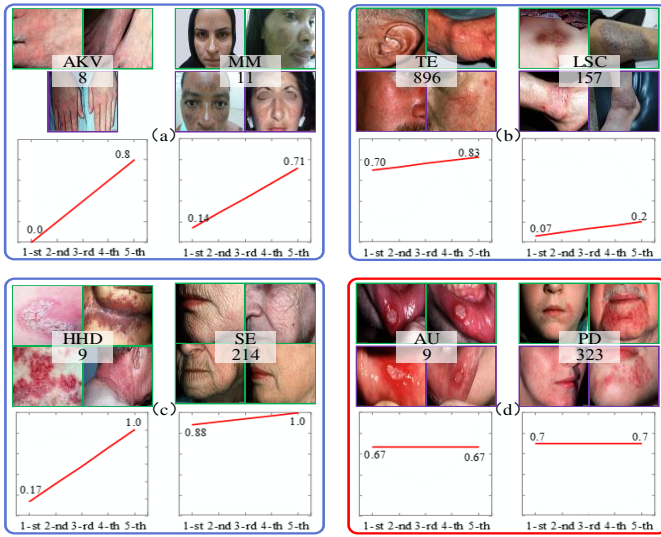 AKV
8
MM
11
(a)
0.0
0.8
1-st 2-nd 3-rd 4-th 5-th
0.14
0.71
1-st 2-nd 3-rd 4-th 5-th
TE
896
LSC
157
(b)
0.70
0.83
1-st 2-nd 3-rd 4-th 5-th
0.07
0.2
1-st 2-nd 3-rd 4-th 5-th
HHD
9
SE
214
(c)
0.17
1.0
1-st 2-nd 3-rd 4-th 5-th
0.88
1.0
1-st 2-nd 3-rd 4-th 5-th
AU
9
PD
323
(d)
0.67
0.67
1-st 2-nd 3-rd 4-th 5-th
0.7
0.7
1-st 2-nd 3-rd 4-th 5-th